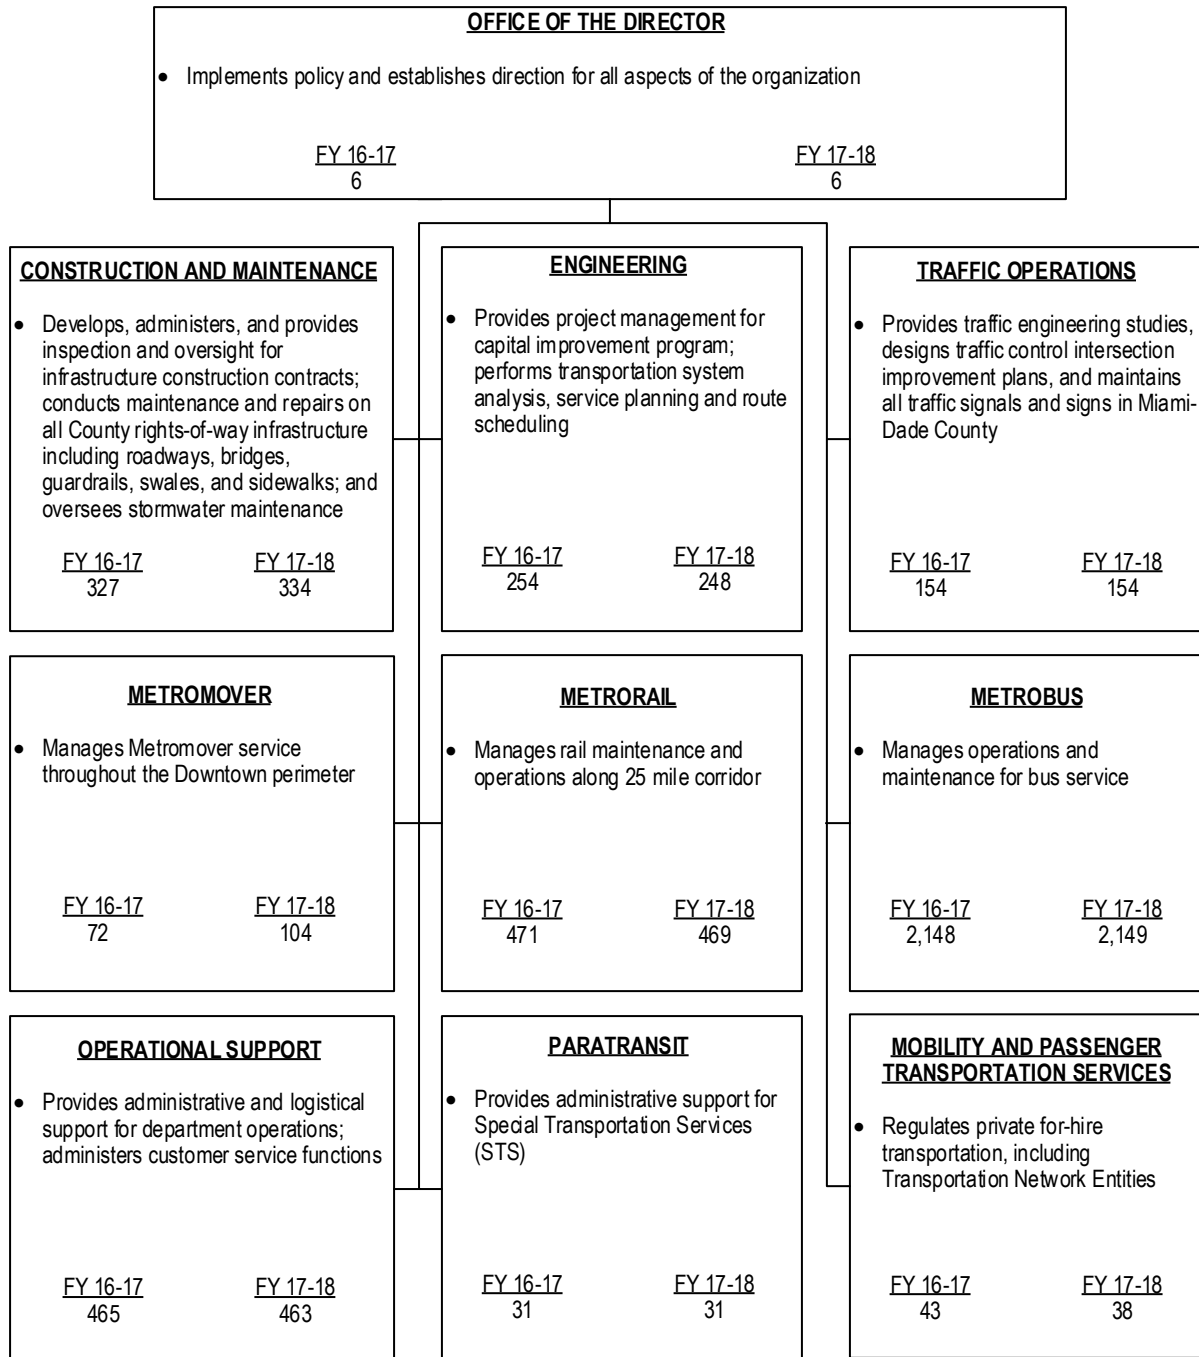 OFFICE OF THE DIRECTOR
• Implements policy and establishes direction for all aspects of the organization
FY 16-17 FY 17-18
6 6
CONSTRUCTION AND MAINTENANCE
• Develops, administers, and provides
inspection and oversight for
infrastructure construction contracts;
conducts maintenance and repairs on
all County rights-of-way infrastructure
including roadways, bridges,
guardrails, swales, and sidewalks; and
oversees stormwater maintenance
FY 16-17 FY 17-18
327 334
ENGINEERING
• Provides project management for
capital improvement program;
performs transportation system
analysis, service planning and route
scheduling
FY 16-17 FY 17-18
254 248
TRAFFIC OPERATIONS
• Provides traffic engineering studies,
designs traffic control intersection
improvement plans, and maintains
all traffic signals and signs in Miami-
Dade County
FY 16-17 FY 17-18
154 154
METROMOVER
• Manages Metromover service
throughout the Downtown perimeter
FY 16-17 FY 17-18
72 104
METRORAIL
• Manages rail maintenance and
operations along 25 mile corridor
FY 16-17 FY 17-18
471 469
METROBUS
• Manages operations and
maintenance for bus service
FY 16-17 FY 17-18
2,148 2,149
OPERATIONAL SUPPORT
• Provides administrative and logistical
support for department operations;
administers customer service functions
FY 16-17 FY 17-18
465 463
PARATRANSIT
• Provides administrative support for
Special Transportation Services
(STS)
FY 16-17 FY 17-18
31 31
MOBILITY AND PASSENGER
TRANSPORTATION SERVICES
• Regulates private for-hire
transportation, including
Transportation Network Entities
FY 16-17 FY 17-18
43 38